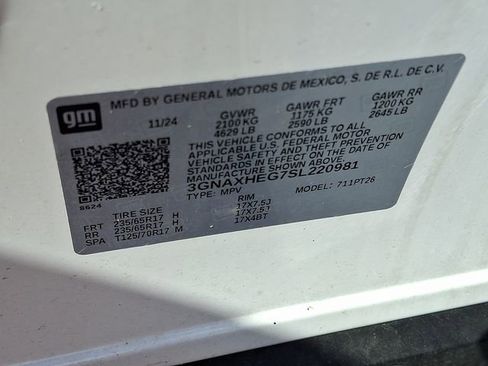 MFD BY GENERAL MOTORS DE MEXICO, S. DE R.L. DE C.V.
gm
11/24 GVWR GAWR FRT GAWR RR
2100 KG 1175 KG 1200 KG
4629 LB 2590 LB 2645 LB
THIS VEHICLE CONFORMS TO ALL
APPLICABLE U.S. FEDERAL MOTOR
VEHICLE SAFETY AND THEFT PREVENTION
STANDARDS IN EFFECT ON THE DATE OF
MANUFACTURE SHOWN ABOVE.
3GNAXHEG7SL220981
TYPE: MPV MODEL: 711PT26
8624
TIRE SIZE RIM
FRT 235/65R17 H 17X7.5J
RR 235/65R17 H 17X7.5J
SPA T125/70R17 M 17X4BT